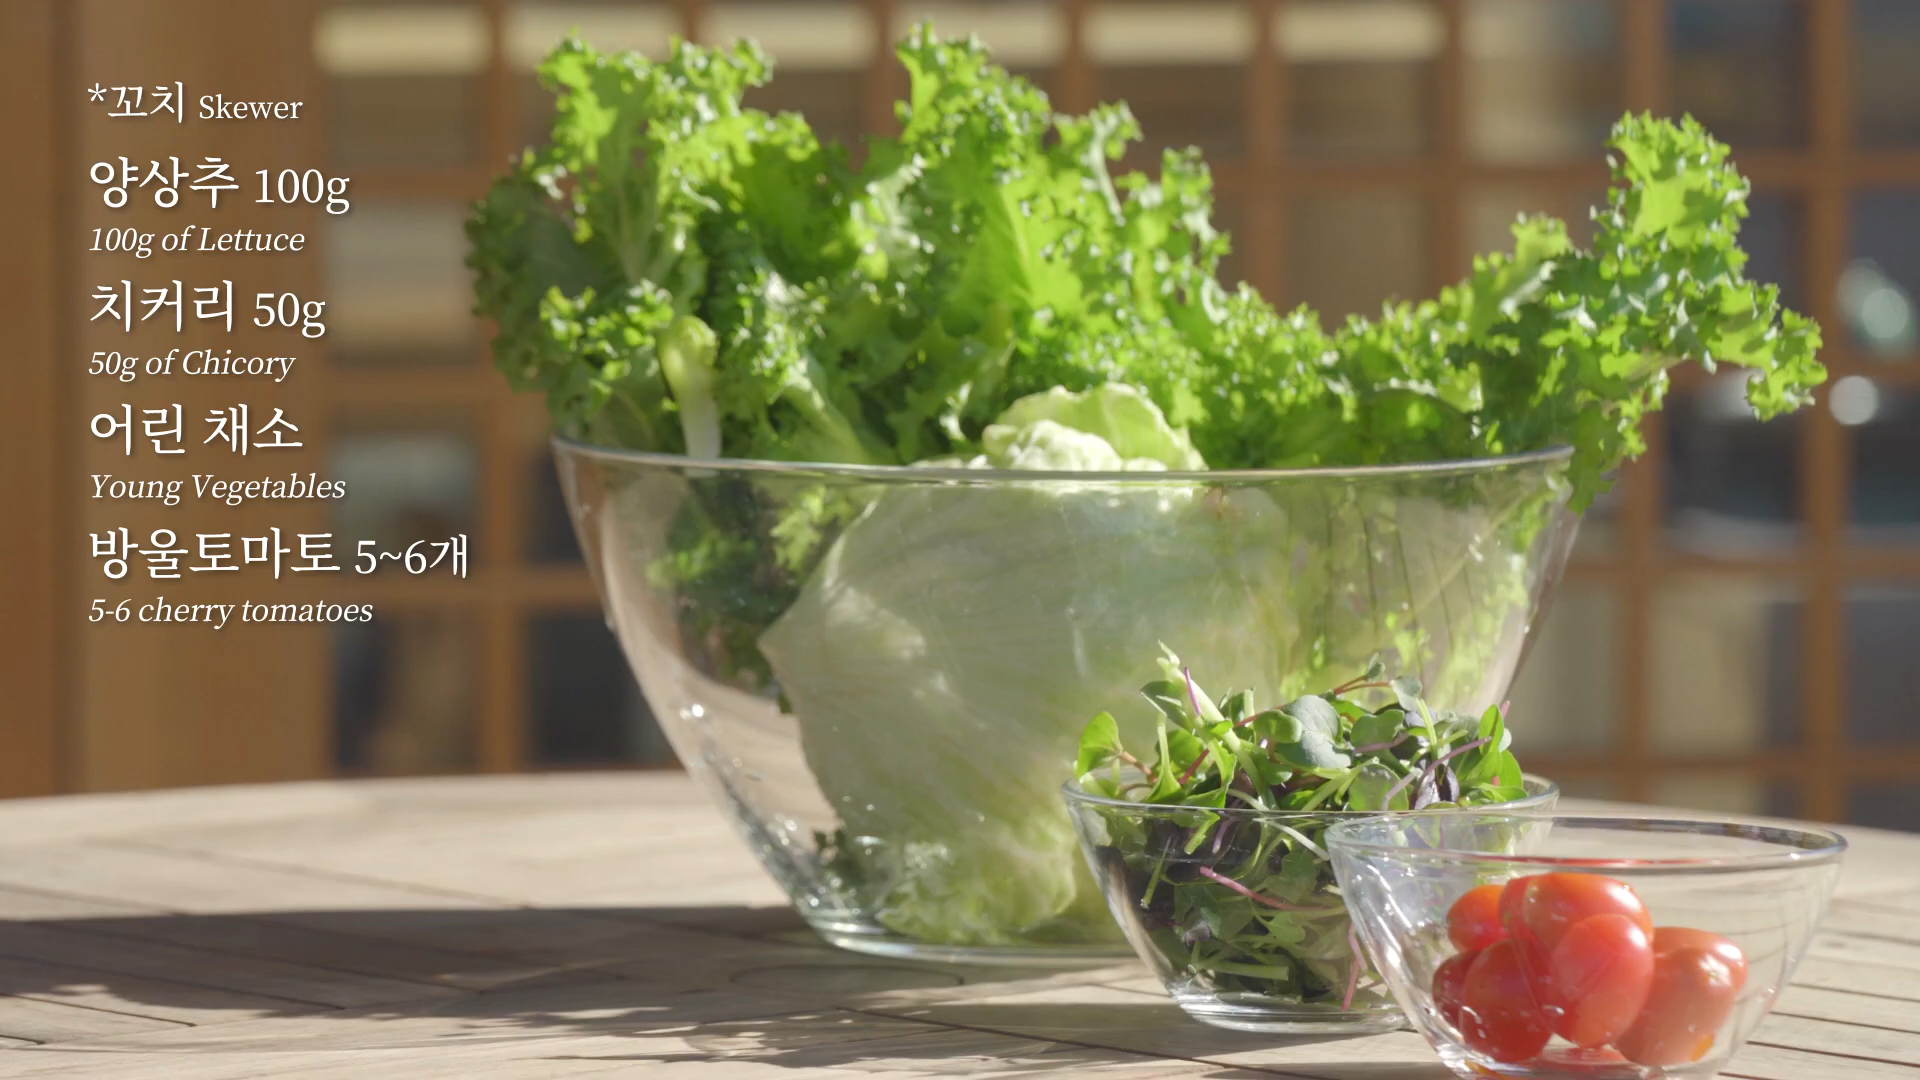 *꼬치 Skewer
양상추 100g
100g of Lettuce
치커리 50g
50g of Chicory
어린 채소
Young Vegetables
방울토마토 5~6개
5-6 cherry tomatoes